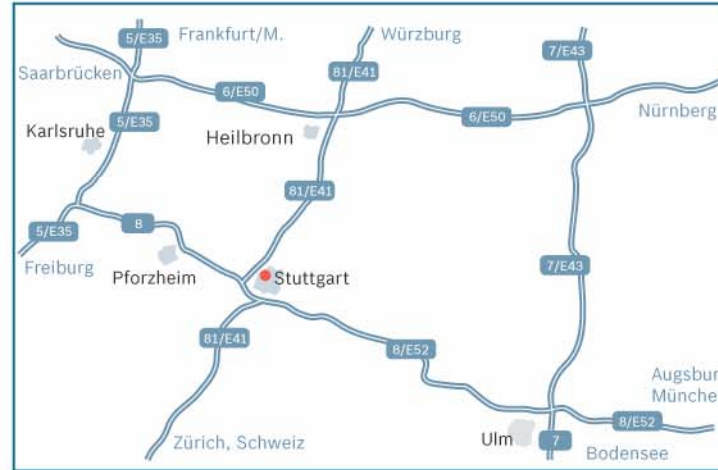 5/E35
Frankfurt/M.
Würzburg
7/E43
Saarbrücken
81/E41
6/E50
5/E35
Karlsruhe
Heilbronn
6/E50
Nürnberg
81/E41
8
5/E35
Freiburg
Pforzheim
Stuttgart
7/E43
81/E41
8/E52
Augsbur
Münche
8/E52
Zürich, Schweiz
Ulm
7
Bodensee